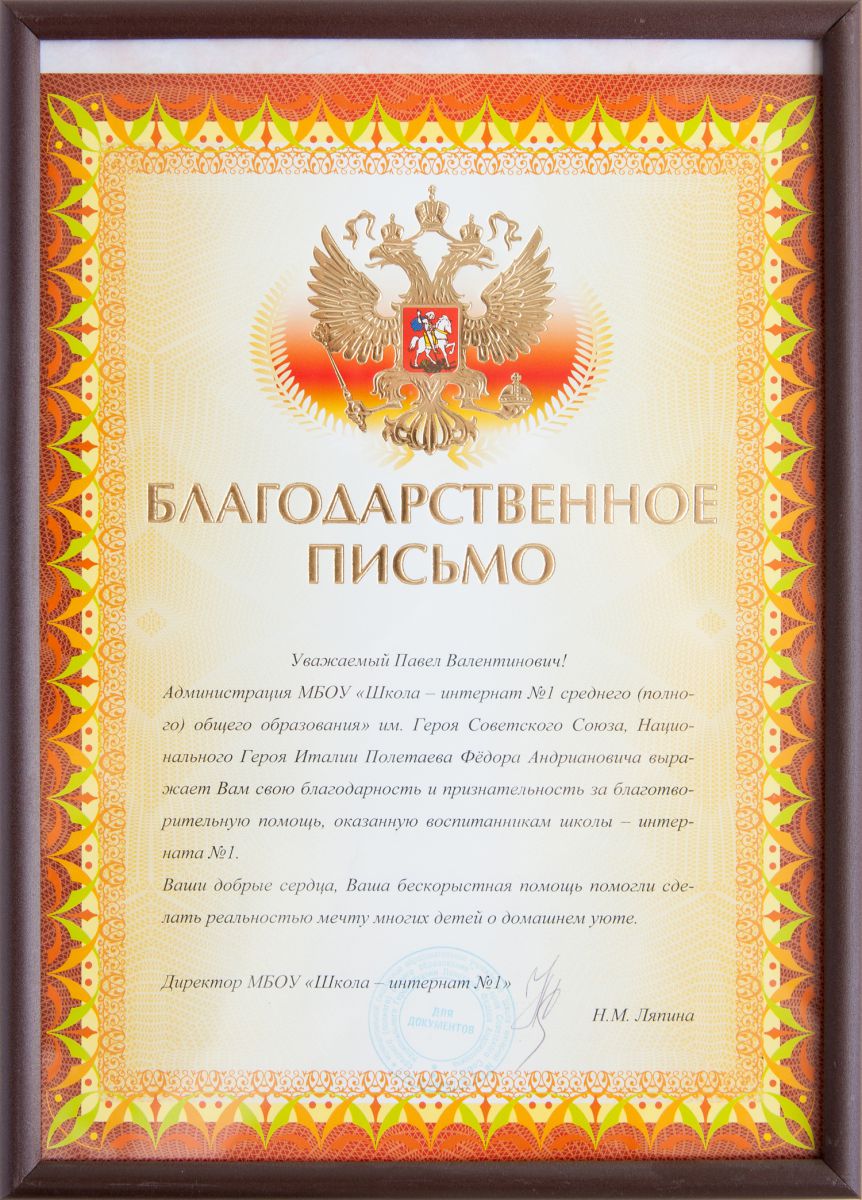 БЛАГОДАРСТВЕННОЕ
ПИСЬМО
Уважаемый Павел Валентинович!
Администрация МБОУ «Школа – интернат №1 среднего (полно-
го) общего образования» им. Героя Советского Союза, Нацио-
нального Героя Италии Полетаева Фёдора Андриановича выра-
жает Вам свою благодарность и признательность за благотво-
рительную помощь, оказанную воспитанникам школы – интер-
ната №1.
Ваши добрые сердца, Ваша бескорыстная помощь помогли сде-
лать реальностью мечту многих детей о домашнем уюте.
Директор МБОУ «Школа – интернат №1»
Н.М. Ляпина
ДЛЯ
ДОКУМЕНТОВ